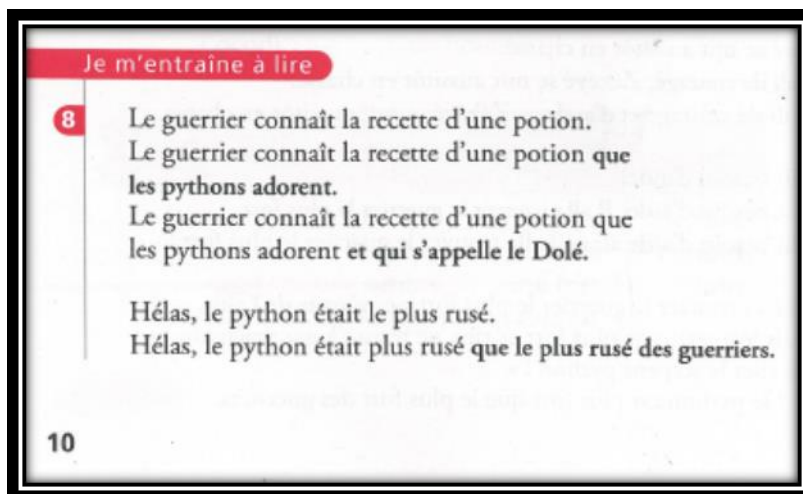 Je m'entraîne à lire
8
Le guerrier connaît la recette d'une potion.
Le guerrier connaît la recette d'une potion que
les pythons adorent.
Le guerrier connaît la recette d'une potion que
les pythons adorent et qui s'appelle le Dolé.
Hélas, le python était le plus rusé.
Hélas, le python était plus rusé que le plus rusé des guerriers.
10